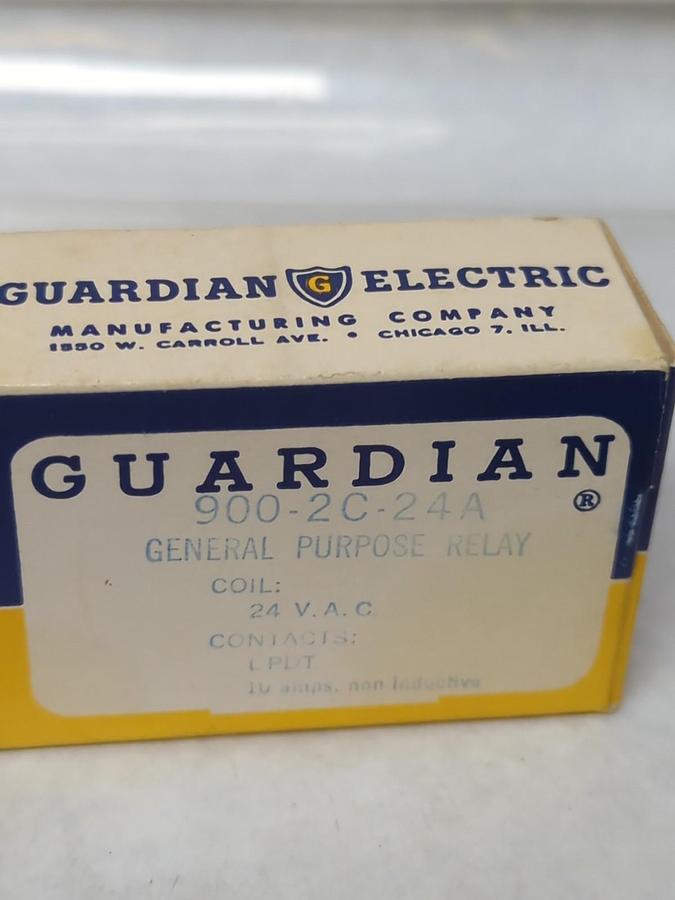 GUARDIAN G ELECTRIC
MANUFACTURING COMPANY
1550 W. CARROLL AVE. • CHICAGO 7, ILL.
GUARDIAN ®
900-2C-24A
GENERAL PURPOSE RELAY
COIL:
24 V.A.C
CONTACTS:
10 amps, non-inductive